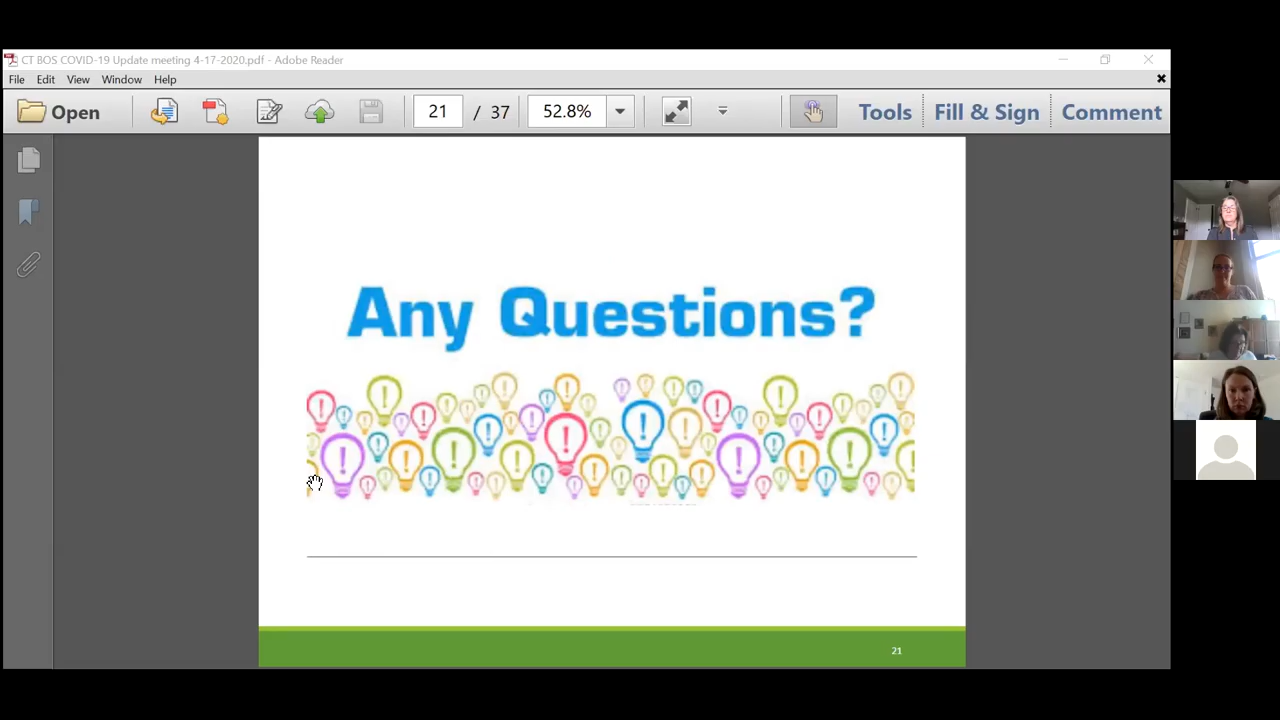 CT BOS COVID-19 Update meeting 4-17-2020.pdf - Adobe Reader
File Edit View Window Help
Open 21 / 37 52.8% Tools Fill & Sign Comment
Any Questions?
21